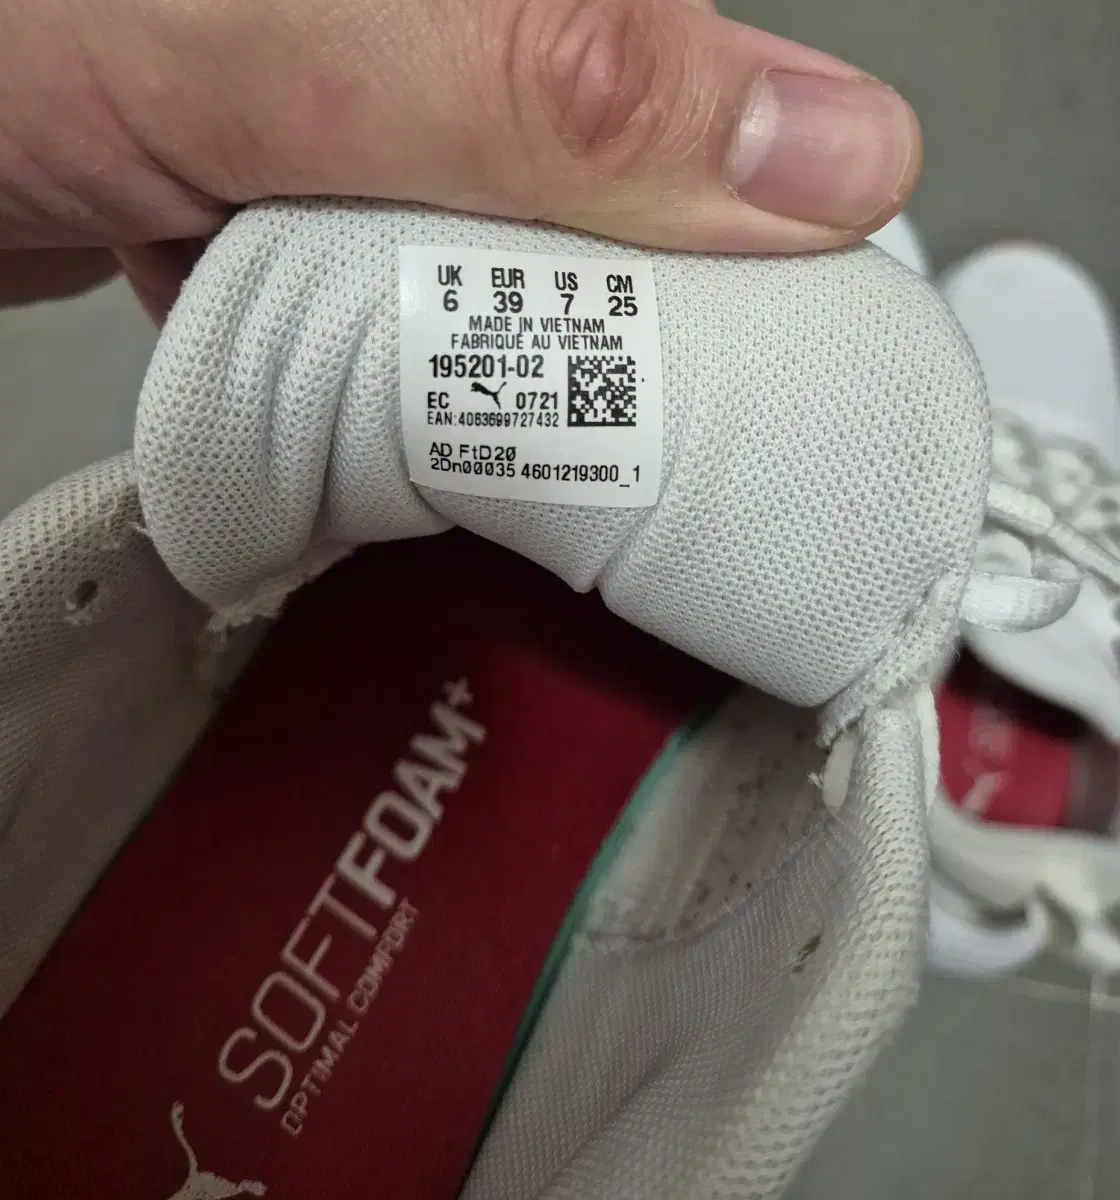 UK EUR US CM
6 39 7 25
MADE IN VIETNAM
FABRIQUÉ AU VIETNAM
195201-02
EC 0721
EAN:4063699727432
AD FtD20
2Dn00035 4601219300_1
SOFTFOAM+
OPTIMAL COMFORT